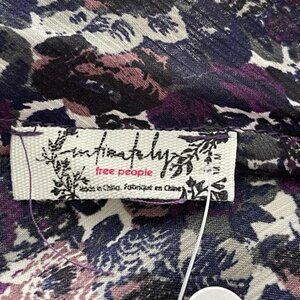 intimately
free people
Made in China. Fabriqué en Chine
M